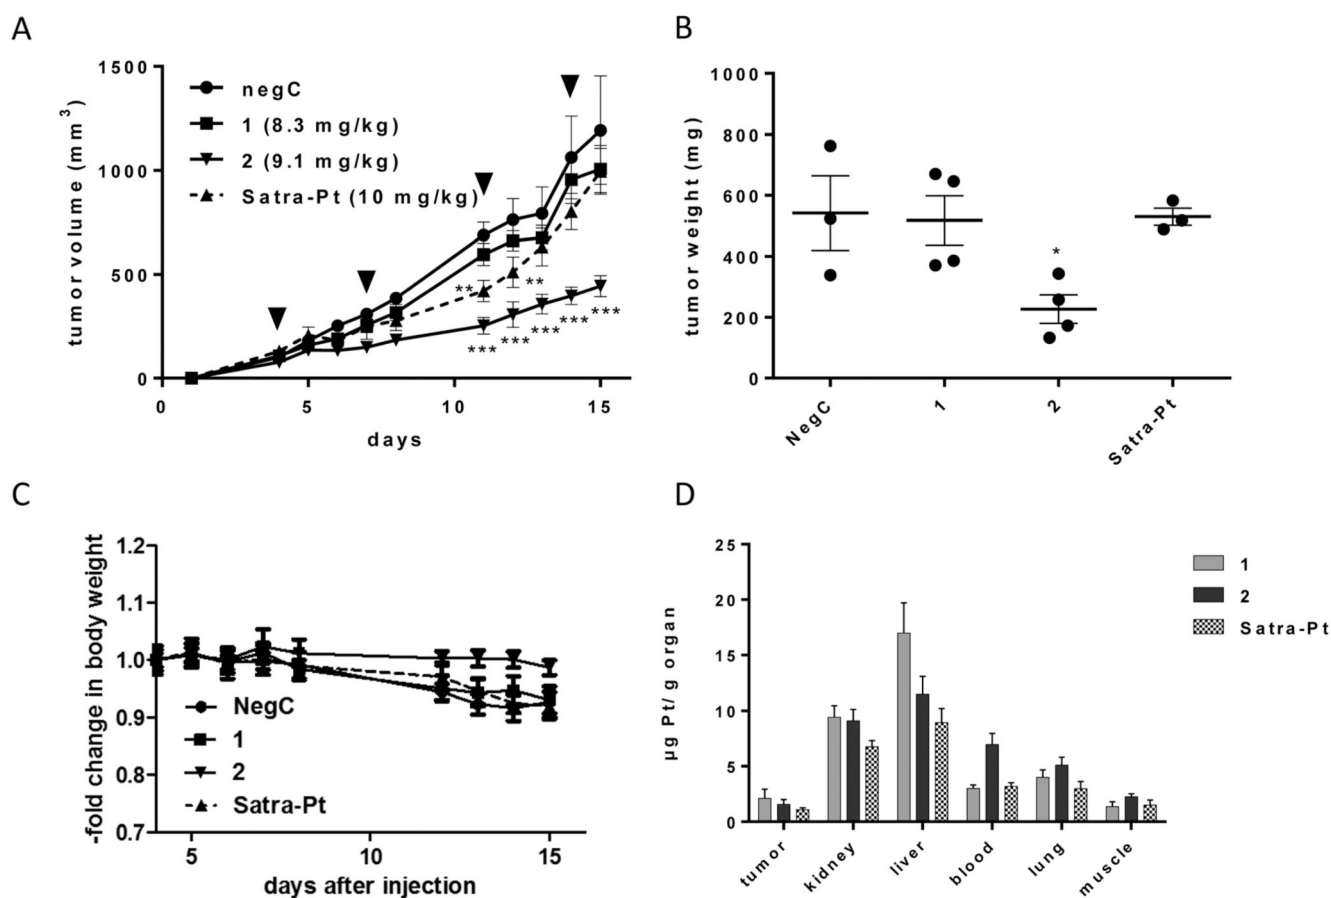 A
tumor volume (mm3)
1500
1000
500
0
negC
1 (8.3 mg/kg)
2 (9.1 mg/kg)
Satra-Pt (10 mg/kg)
** **
*** *** *** *** ***
0 5 10 15
days
B
tumor weight (mg)
1000
800
600
400
200
0
*
NegC 1 2 Satra-Pt
C
-fold change in body weight
1.2
1.1
1.0
0.9
0.8
0.7
NegC
1
2
Satra-Pt
5 10 15
days after injection
D
µg Pt/ g organ
25
20
15
10
5
0
1
2
Satra-Pt
tumor kidney liver blood lung muscle